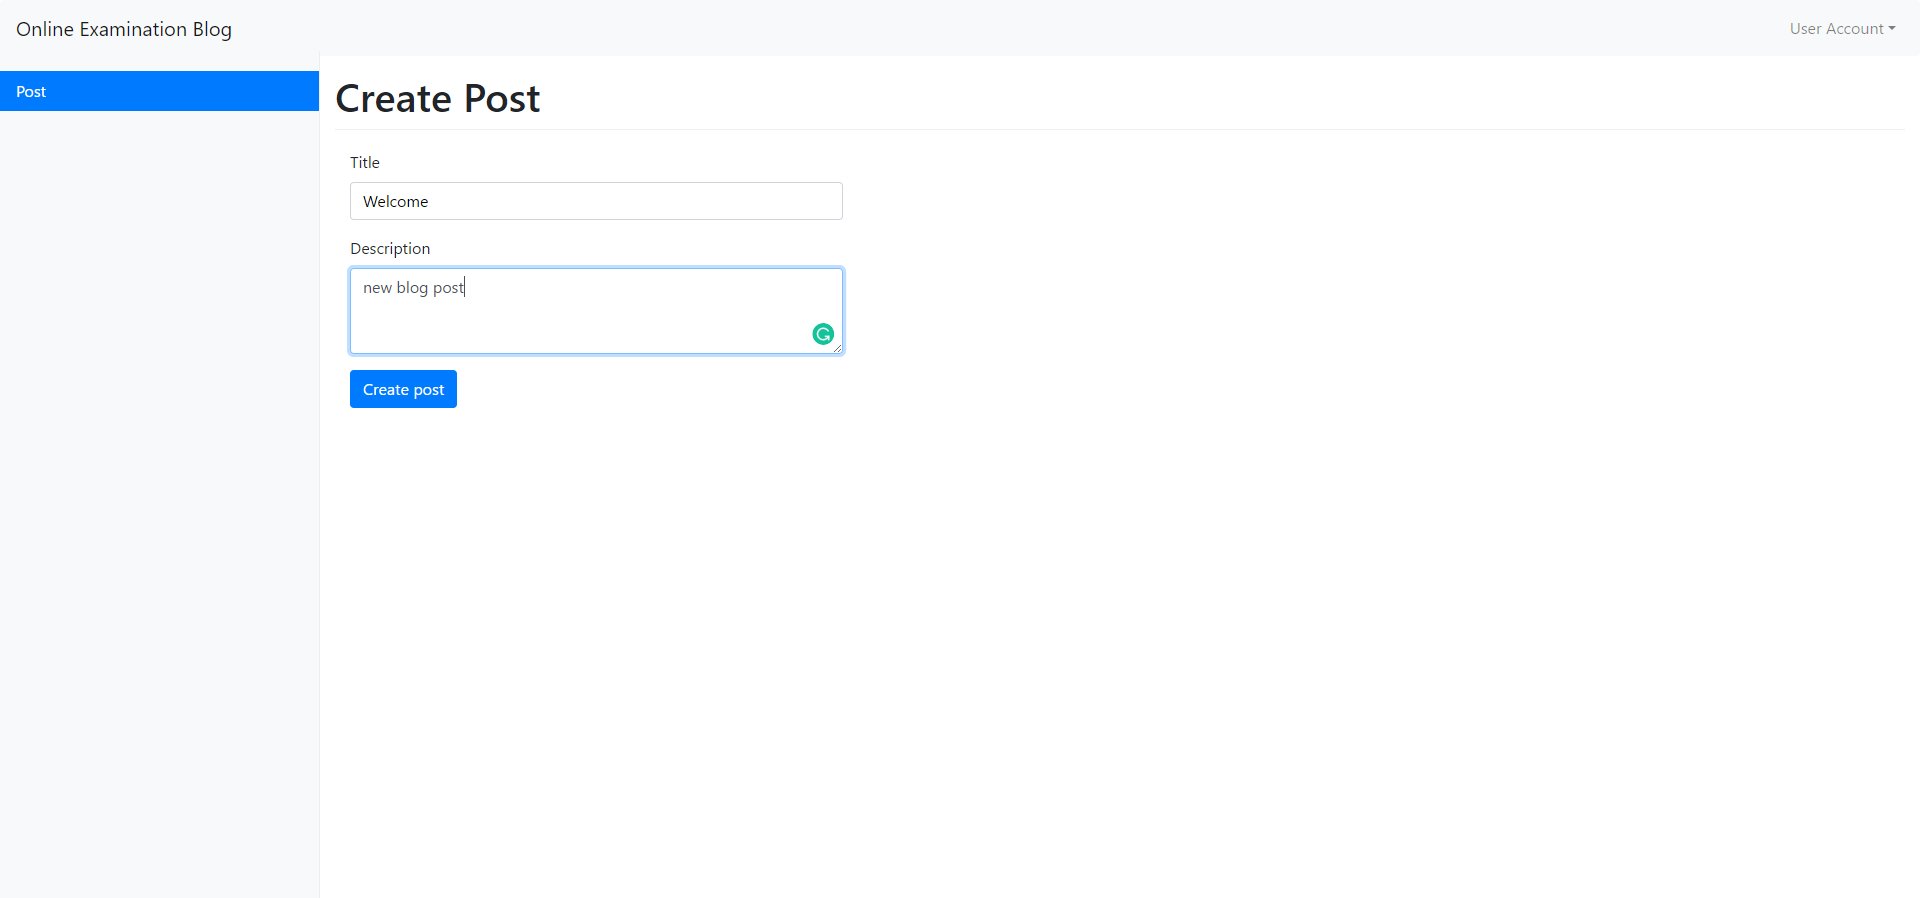 Online Examination Blog
User Account
Post
Create Post
Title
Welcome
Description
new blog post
Create post